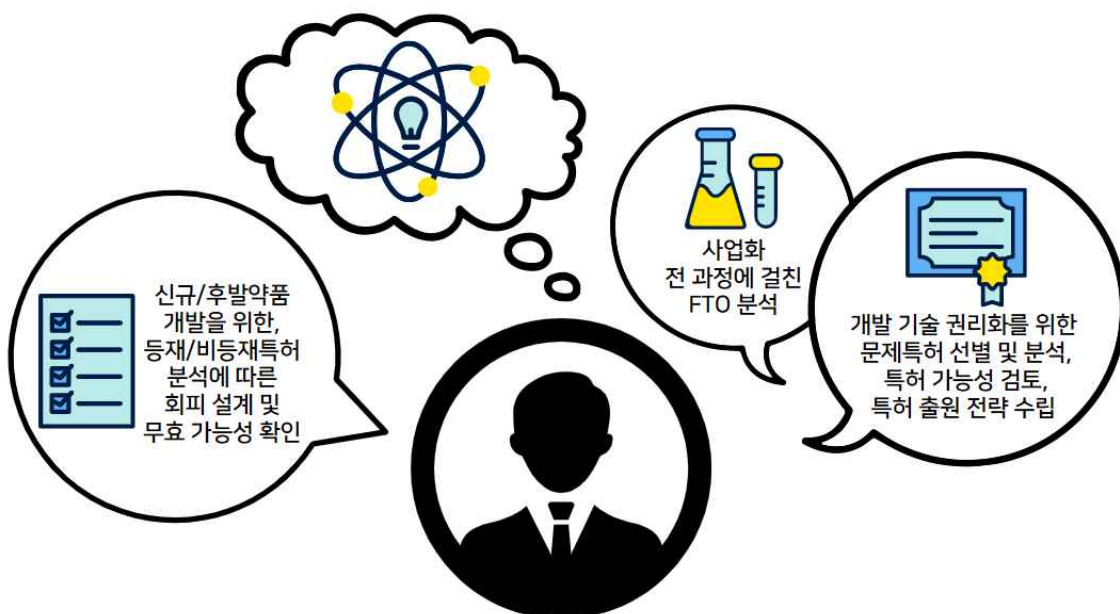 신규/후발약품
개발을 위한,
등재/비등재특허
분석에 따른
회피 설계 및
무효 가능성 확인
사업화
전 과정에 걸친
FTO 분석
개발 기술 권리화를 위한
문제특허 선별 및 분석,
특허 가능성 검토,
특허 출원 전략 수립